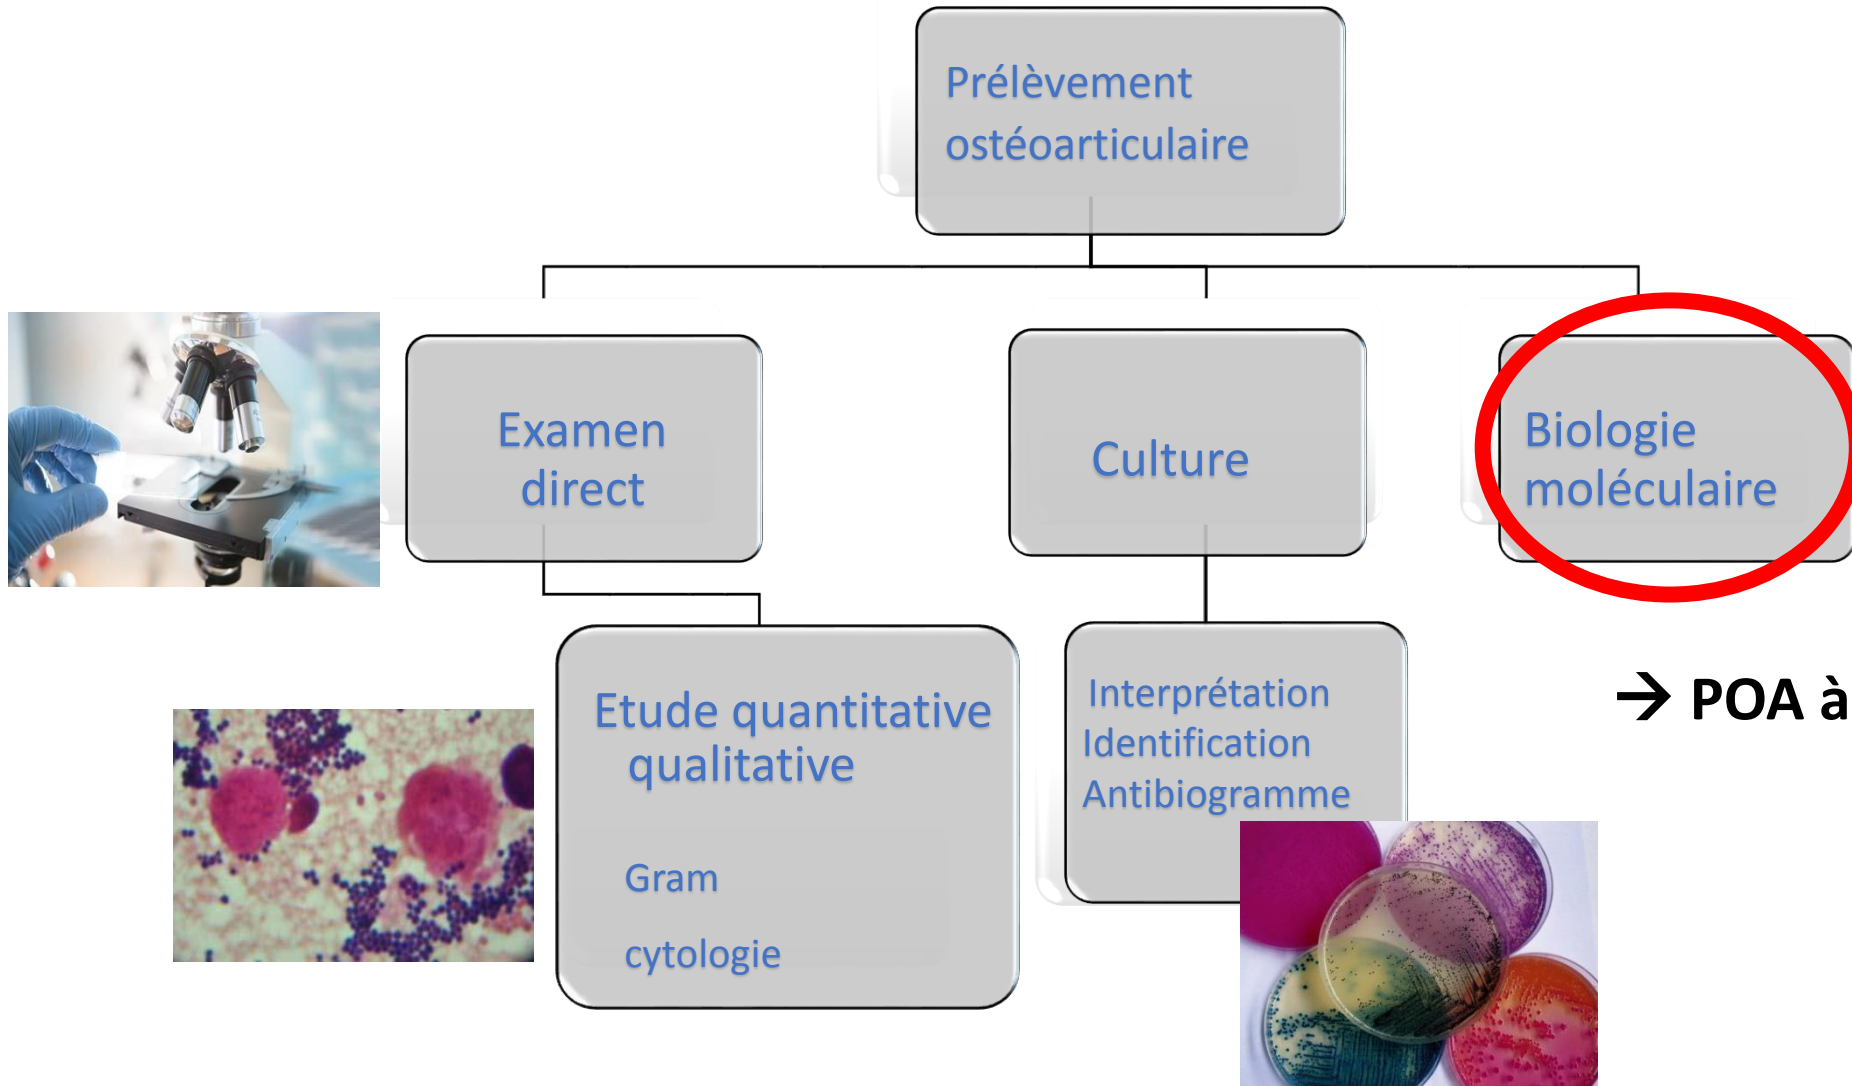 Prélèvement
ostéoarticulaire
Examen
direct
Culture
Biologie
moléculaire
Etude quantitative
qualitative
Gram
cytologie
Interprétation
Identification
Antibiogramme
→ POA à